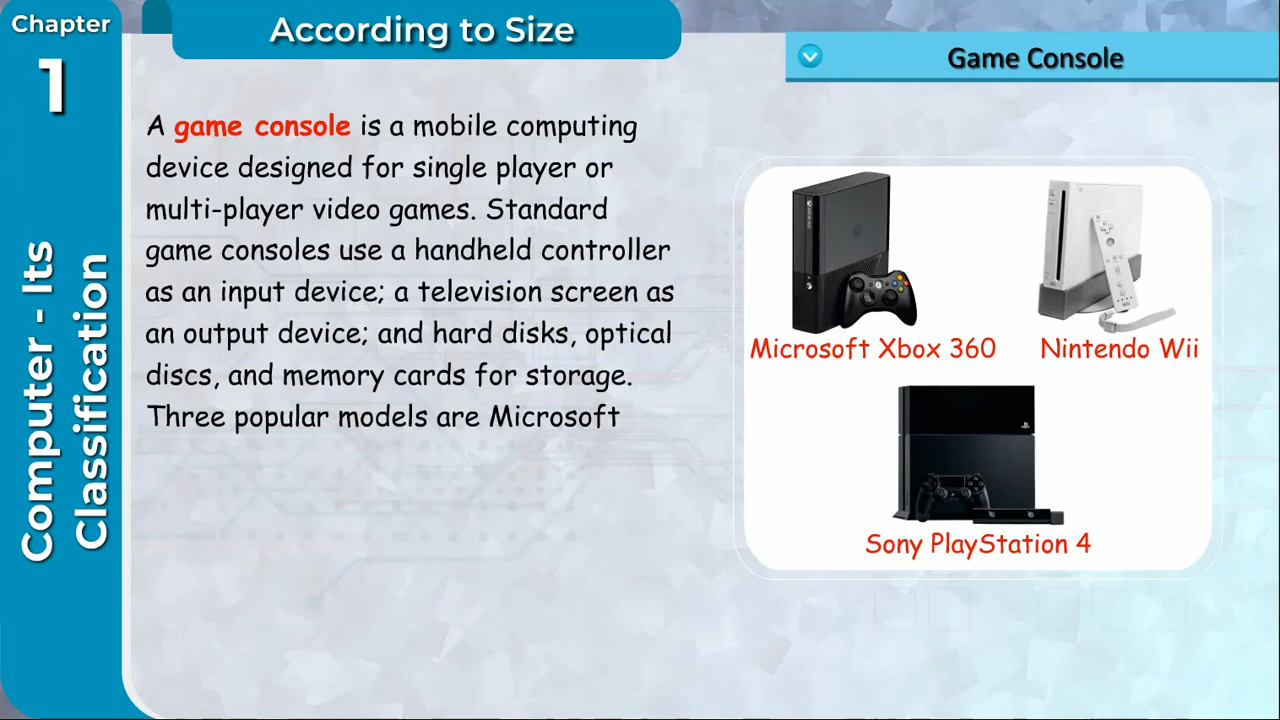 Chapter
1
Computer - Its
Classification
According to Size
Game Console
A game console is a mobile computing
device designed for single player or
multi-player video games. Standard
game consoles use a handheld controller
as an input device; a television screen as
an output device; and hard disks, optical
discs, and memory cards for storage.
Three popular models are Microsoft
Microsoft Xbox 360
Nintendo Wii
Sony PlayStation 4